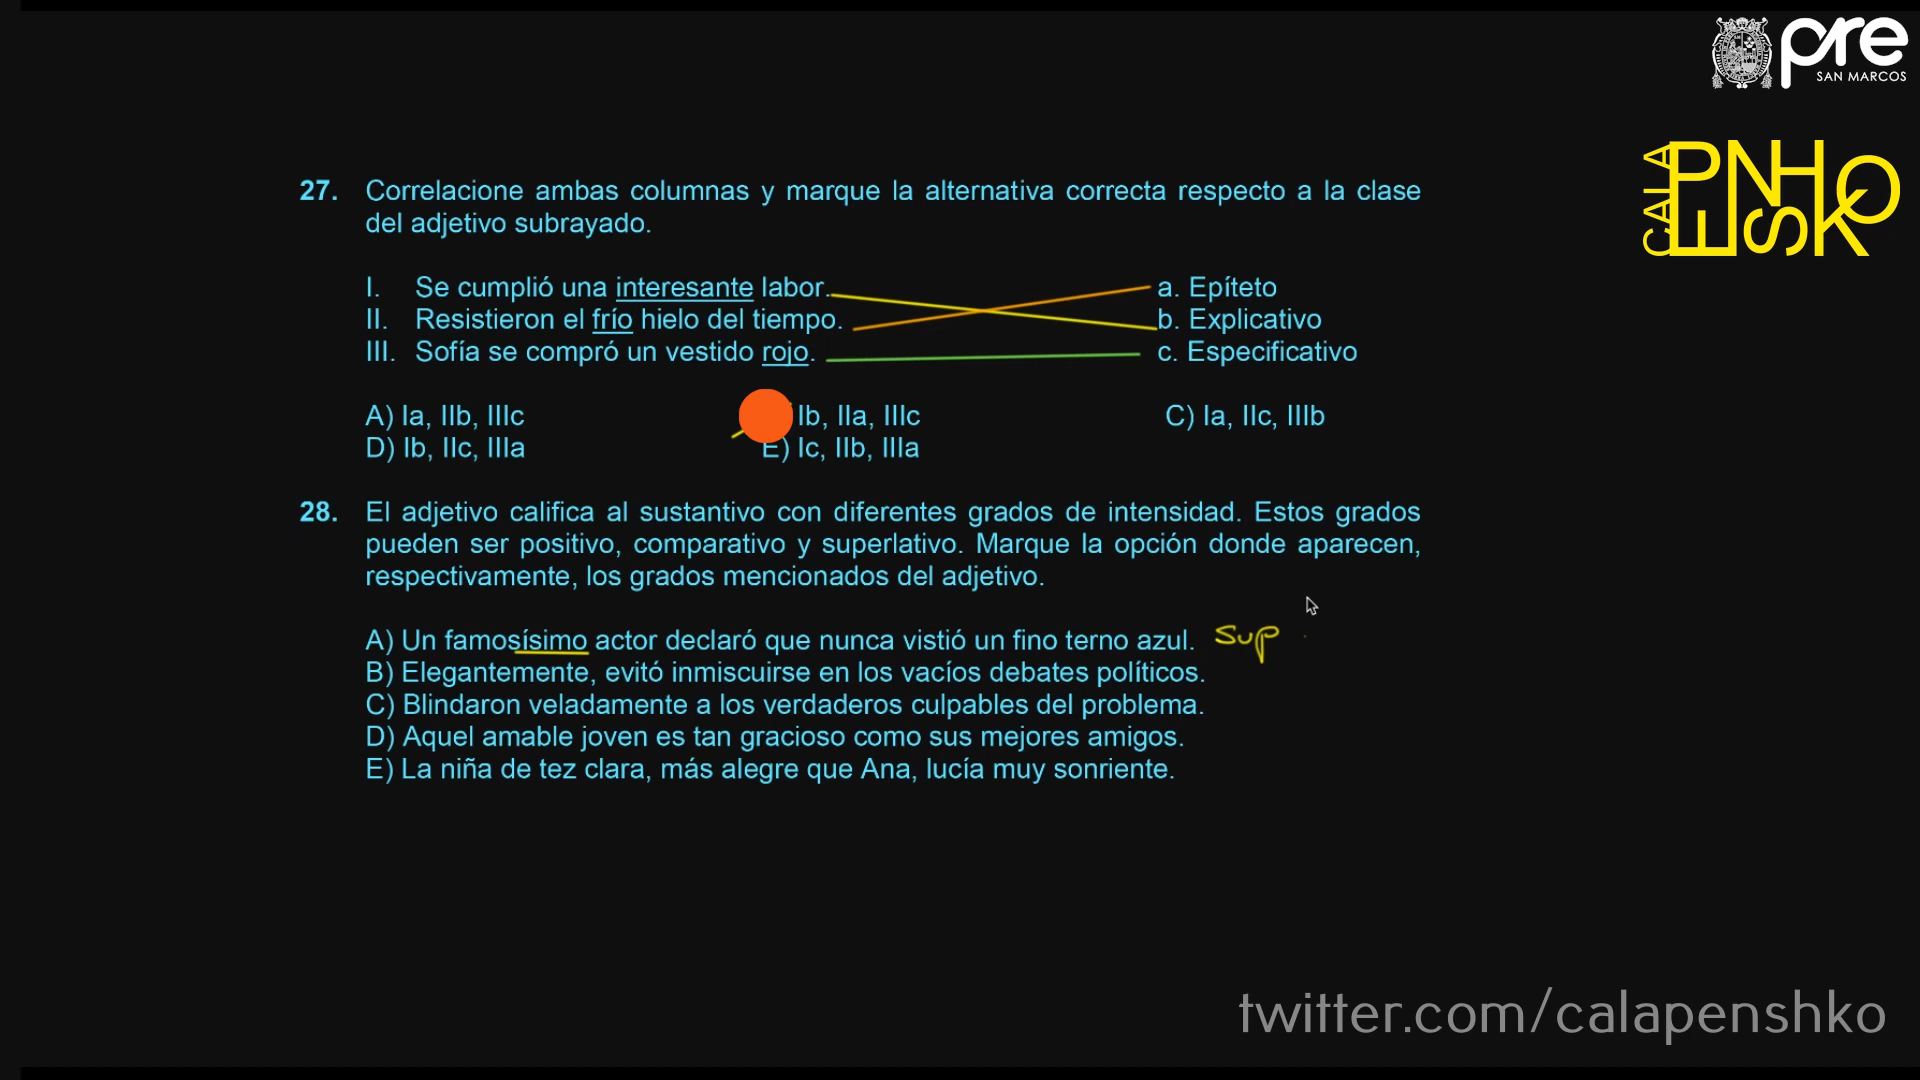 pre
SAN MARCOS
CALA
PENSHKO
27. Correlacione ambas columnas y marque la alternativa correcta respecto a la clase
del adjetivo subrayado.
I. Se cumplió una interesante labor. a. Epíteto
II. Resistieron el frío hielo del tiempo. b. Explicativo
III. Sofía se compró un vestido rojo. c. Especificativo
A) Ia, IIb, IIIc Ib, IIa, IIIc C) Ia, IIc, IIIb
D) Ib, IIc, IIIa E) Ic, IIb, IIIa
28. El adjetivo califica al sustantivo con diferentes grados de intensidad. Estos grados
pueden ser positivo, comparativo y superlativo. Marque la opción donde aparecen,
respectivamente, los grados mencionados del adjetivo.
A) Un famosísimo actor declaró que nunca vistió un fino terno azul. Sup
B) Elegantemente, evitó inmiscuirse en los vacíos debates políticos.
C) Blindaron veladamente a los verdaderos culpables del problema.
D) Aquel amable joven es tan gracioso como sus mejores amigos.
E) La niña de tez clara, más alegre que Ana, lucía muy sonriente.
twitter.com/calapenshko